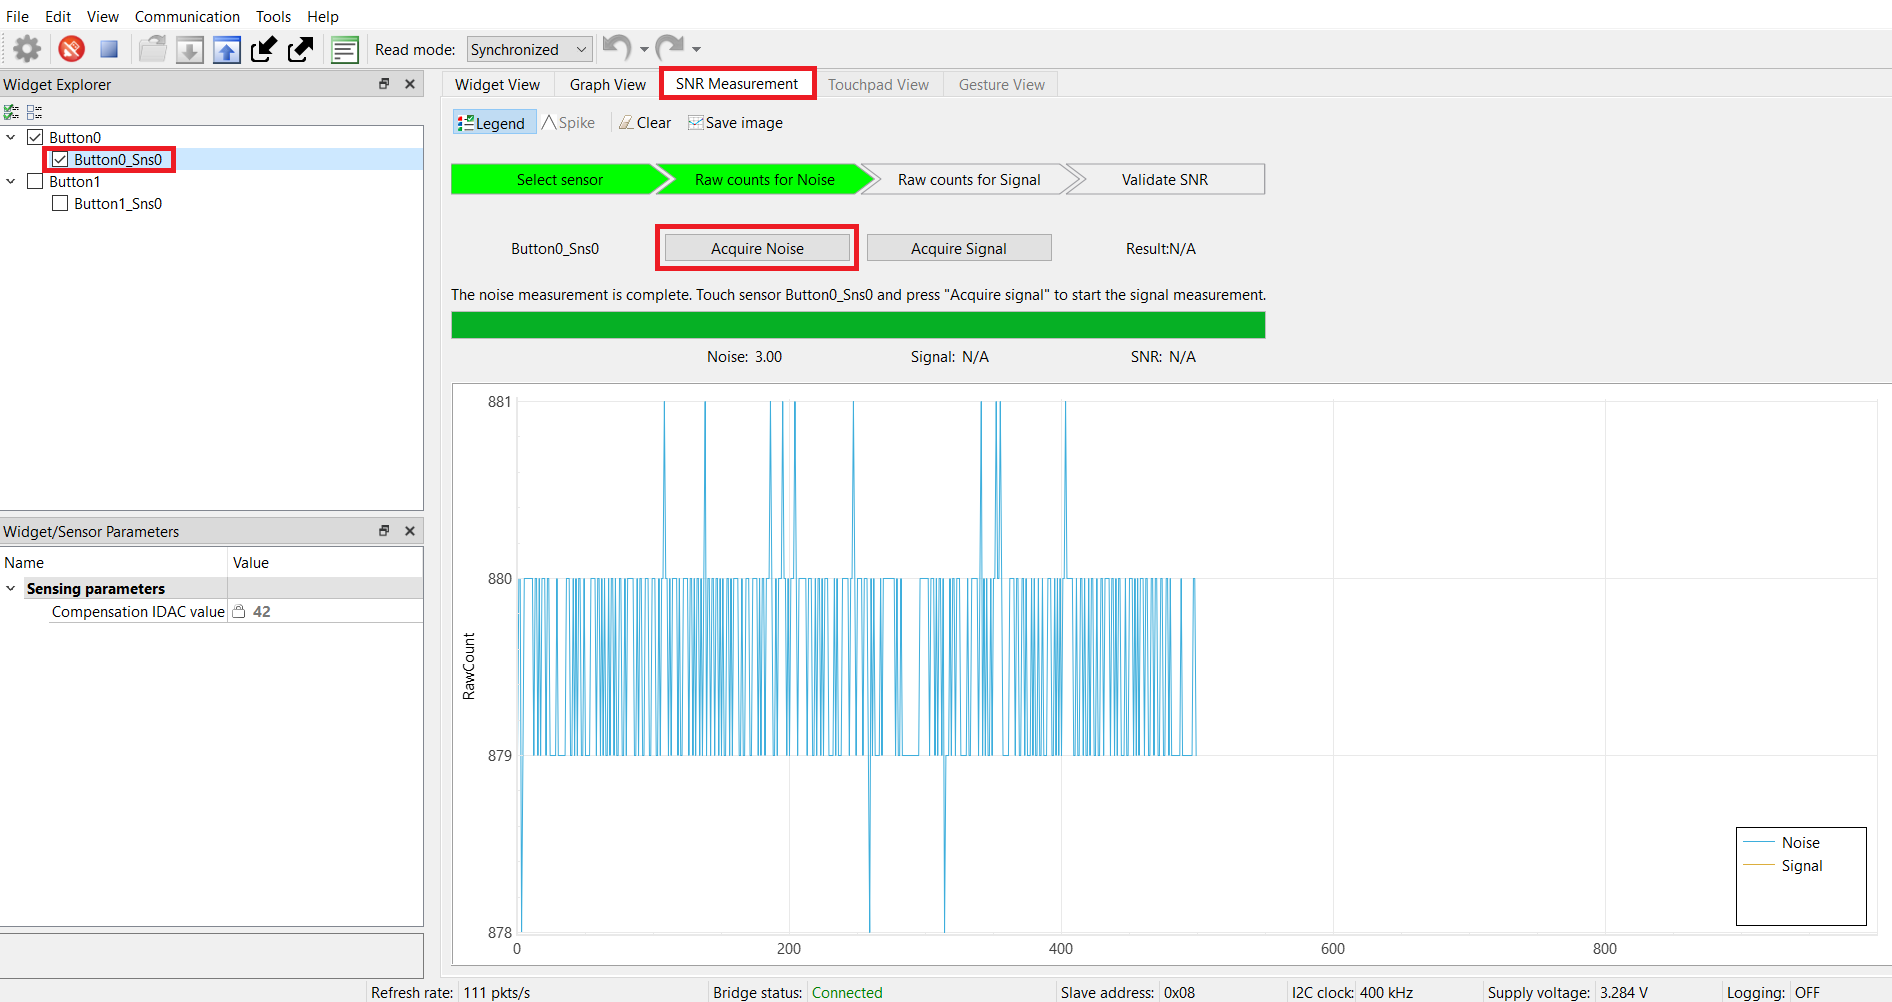 File Edit View Communication Tools Help
Read mode: Synchronized
Widget Explorer
Button0
Button0_Sns0
Button1
Button1_Sns0
Widget/Sensor Parameters
Name Value
Sensing parameters
Compensation IDAC value 42
Widget View Graph View SNR Measurement Touchpad View Gesture View
Legend Spike Clear Save image
Select sensor Raw counts for Noise Raw counts for Signal Validate SNR
Button0_Sns0 Acquire Noise Acquire Signal Result:N/A
The noise measurement is complete. Touch sensor Button0_Sns0 and press "Acquire signal" to start the signal measurement.
Noise: 3.00 Signal: N/A SNR: N/A
881
880
879
878
RawCount
0 200 400 600 800
Noise
Signal
Refresh rate: 111 pkts/s Bridge status: Connected Slave address: 0x08 I2C clock: 400 kHz Supply voltage: 3.284 V Logging: OFF